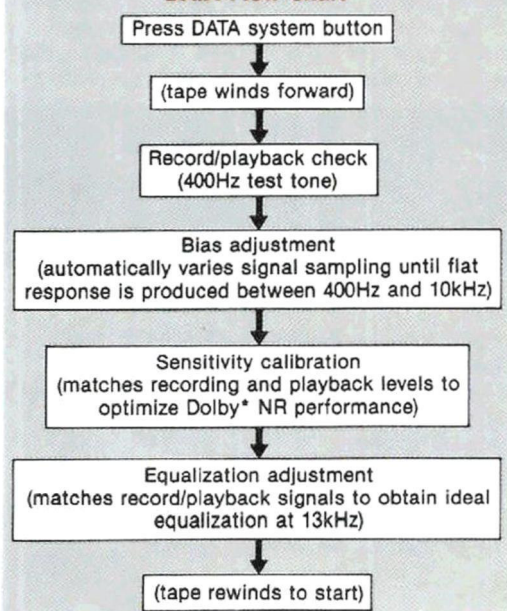 Press DATA system button
(tape winds forward)
Record/playback check
(400Hz test tone)
Bias adjustment
(automatically varies signal sampling until flat
response is produced between 400Hz and 10kHz)
Sensitivity calibration
(matches recording and playback levels to
optimize Dolby* NR performance)
Equalization adjustment
(matches record/playback signals to obtain ideal
equalization at 13kHz)
(tape rewinds to start)